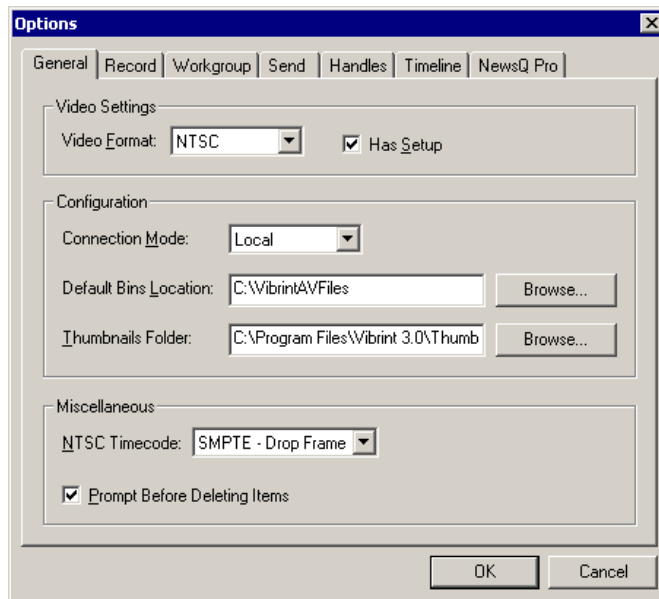 Options
General Record Workgroup Send Handles Timeline NewsQ Pro
Video Settings
Video Format: NTSC Has Setup
Configuration
Connection Mode: Local
Default Bins Location: C:\VibrintAVFiles Browse...
Thumbnails Folder: C:\Program Files\Vibrint 3.0\Thumb Browse...
Miscellaneous
NTSC Timecode: SMPTE - Drop Frame
Prompt Before Deleting Items
OK Cancel